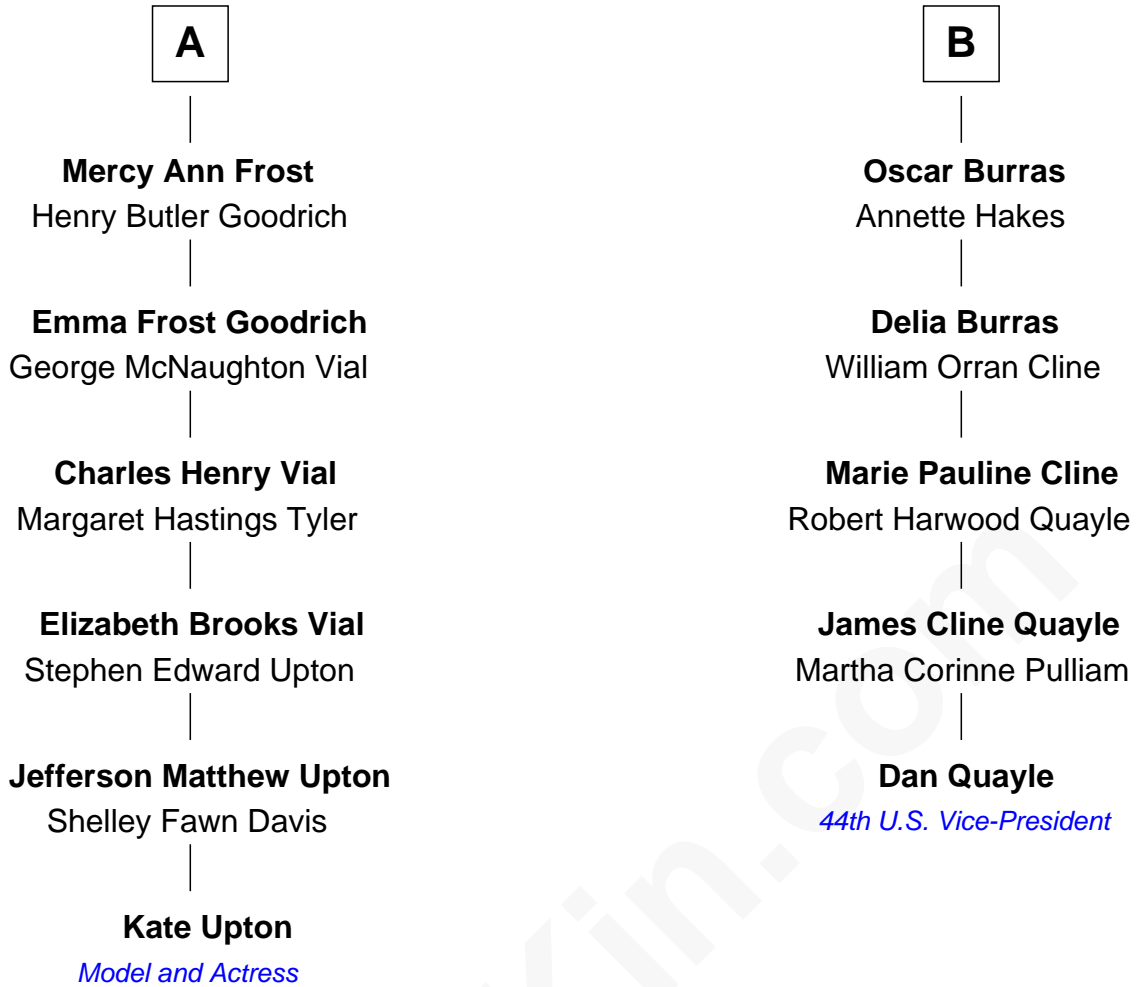 A
Mercy Ann Frost
Henry Butler Goodrich
Emma Frost Goodrich
George McNaughton Vial
Charles Henry Vial
Margaret Hastings Tyler
Elizabeth Brooks Vial
Stephen Edward Upton
Jefferson Matthew Upton
Shelley Fawn Davis
Kate Upton
Model and Actress
B
Oscar Burras
Annette Hakes
Delia Burras
William Orran Cline
Marie Pauline Cline
Robert Harwood Quayle
James Cline Quayle
Martha Corinne Pulliam
Dan Quayle
44th U.S. Vice-President
Kin.com